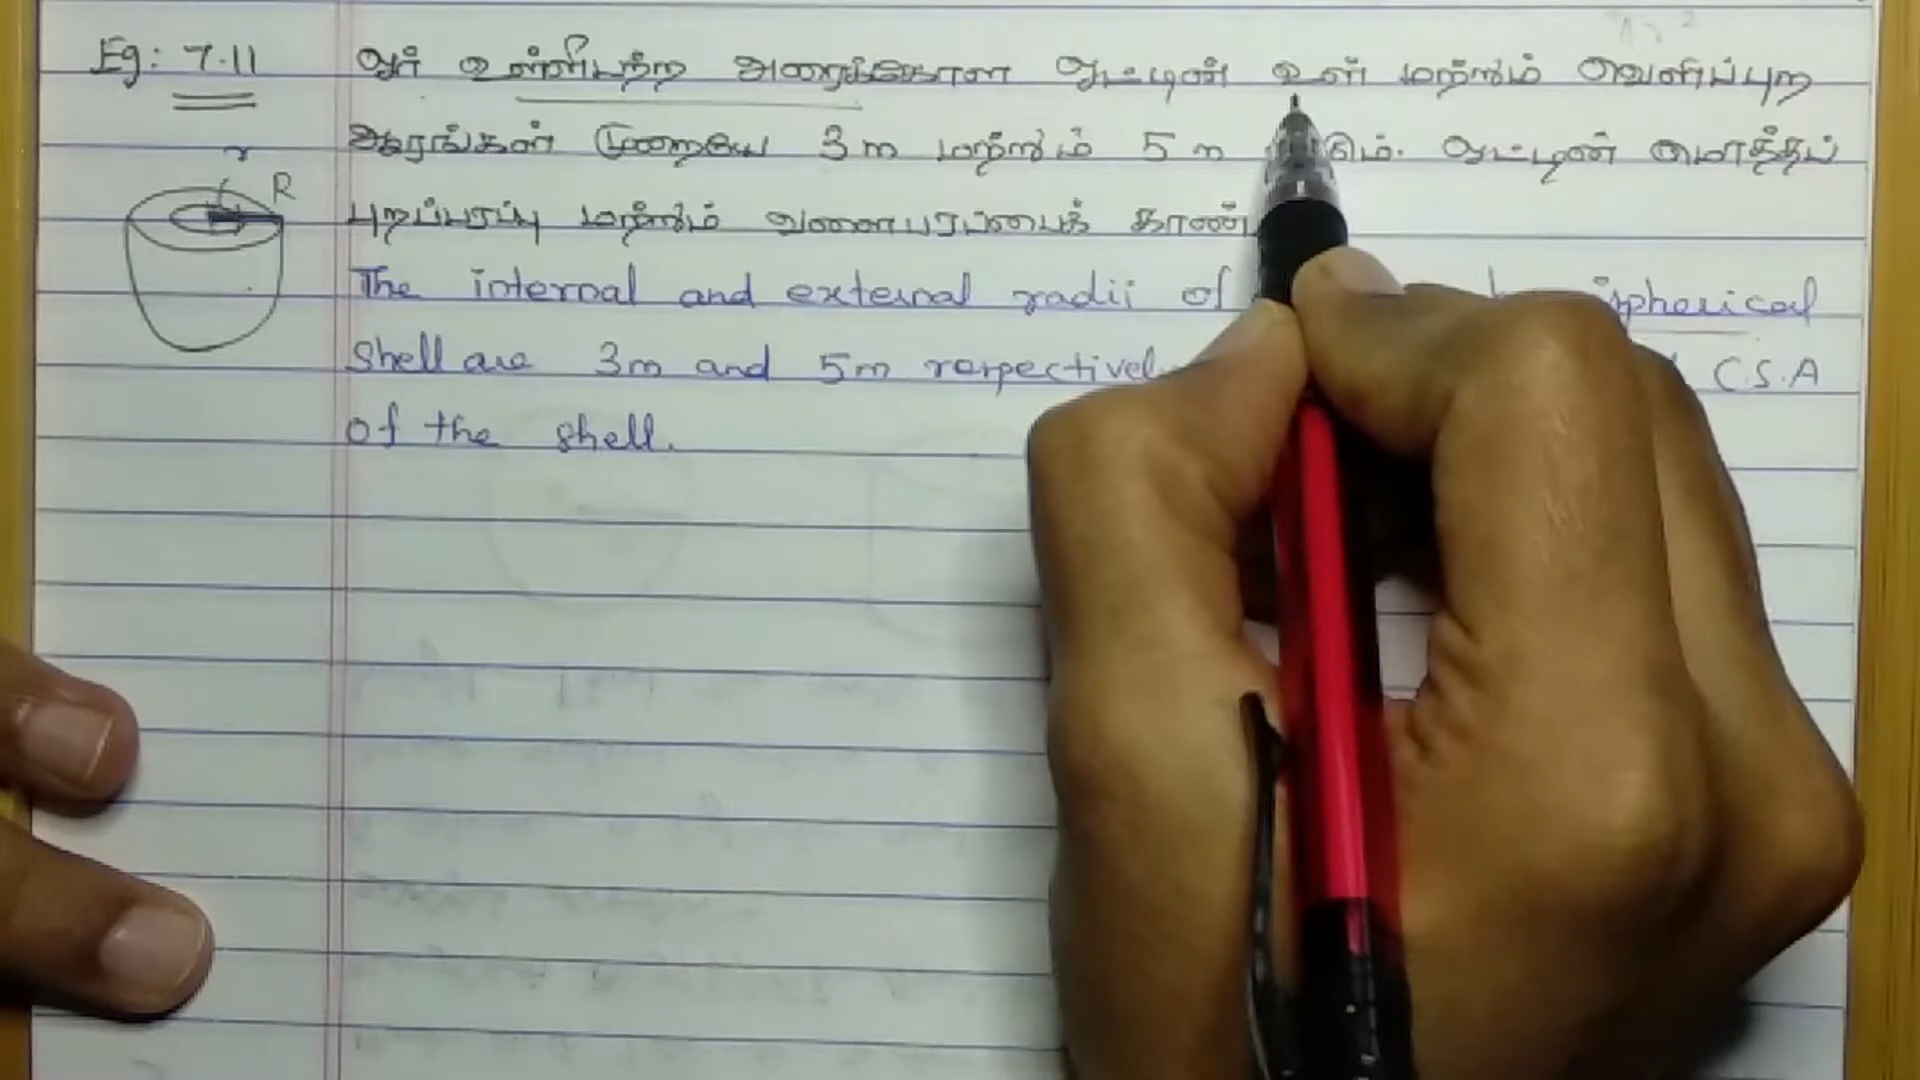 Eg: 7.11 ஓர் உள்ளீடற்ற அரைக்கோள ஓட்டின் உள் மற்றும் வெளிப்புற
ஆரங்கள் முறையே 3 m மற்றும் 5 m ஓட்டின் மொத்தப்
r
R
புறப்பரப்பு மற்றும் வளைபரப்பைக் காண்
The internal and external radii of
shell are 3m and 5m C.S.A
of the shell.